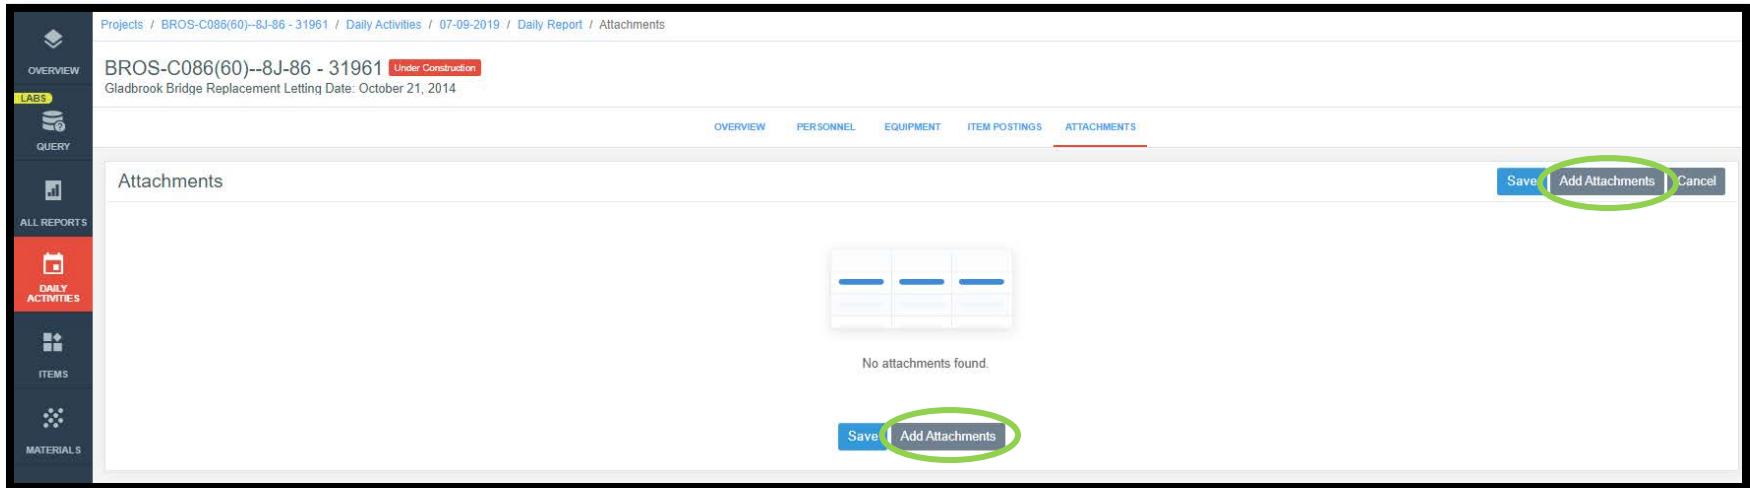 Projects / BROS-C086(60)--8J-86 - 31961 / Daily Activities / 07-09-2019 / Daily Report / Attachments
OVERVIEW
LABS
QUERY
ALL REPORTS
DAILY
ACTIVITIES
ITEMS
MATERIALS
BROS-C086(60)--8J-86 - 31961 Under Construction
Gladbrook Bridge Replacement Letting Date: October 21, 2014
OVERVIEW PERSONNEL EQUIPMENT ITEM POSTINGS ATTACHMENTS
Attachments Save Add Attachments Cancel
No attachments found.
Save Add Attachments